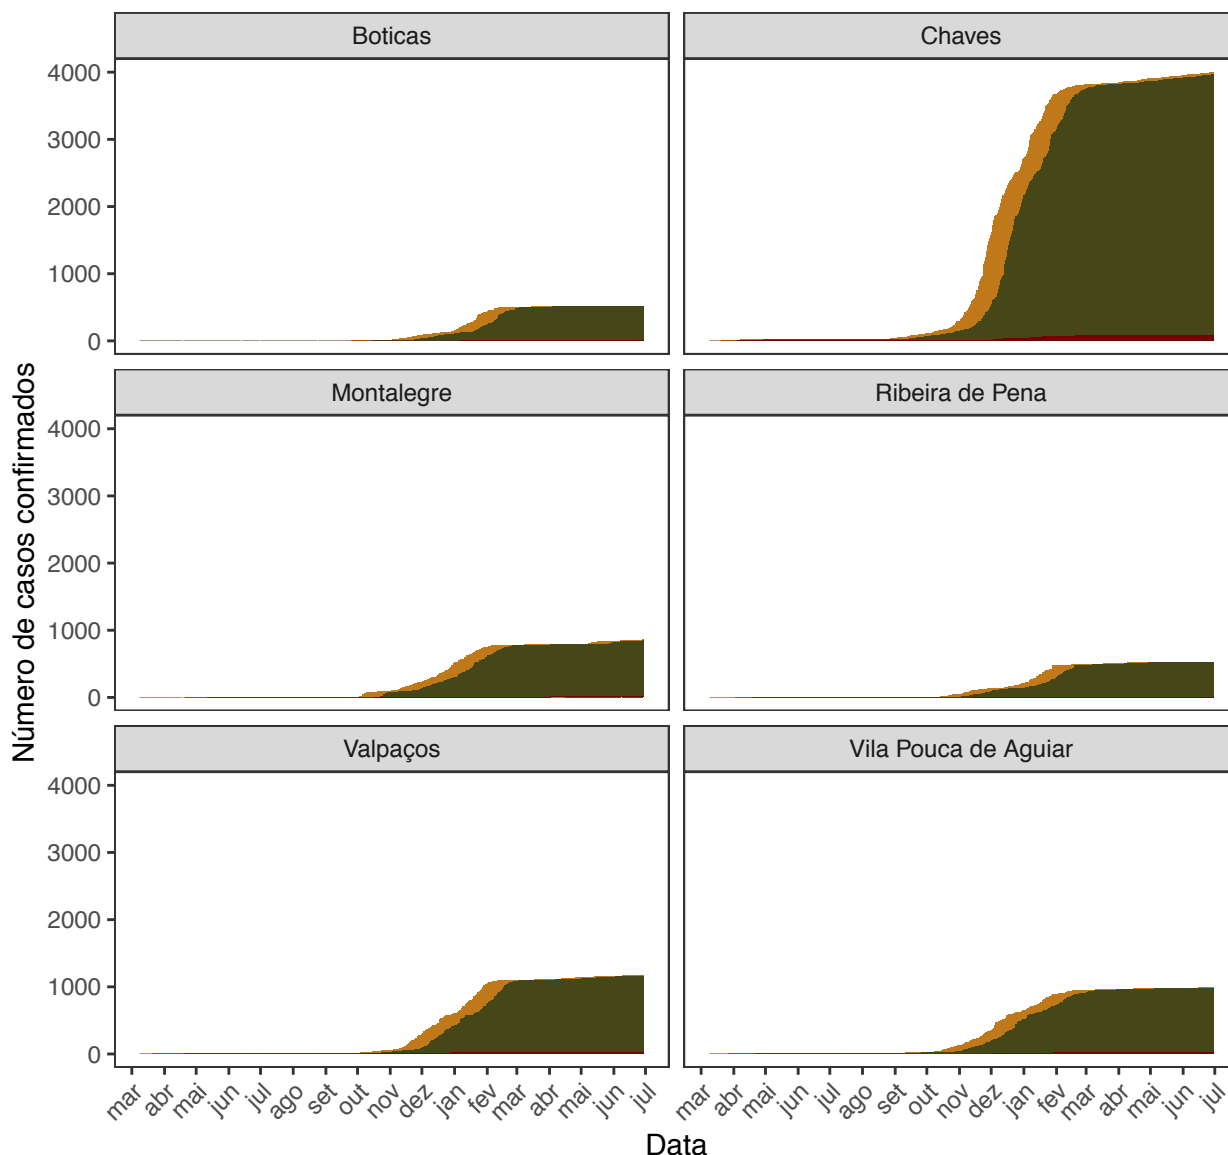 Boticas
Chaves
4000
3000
2000
1000
0
Montalegre
Ribeira de Pena
4000
3000
2000
1000
0
Valpaços
Vila Pouca de Aguiar
4000
3000
2000
1000
0
mar abr mai jun jul ago set out nov dez jan fev mar abr mai jun jul
mar abr mai jun jul ago set out nov dez jan fev mar abr mai jun jul
Data
Número de casos confirmados